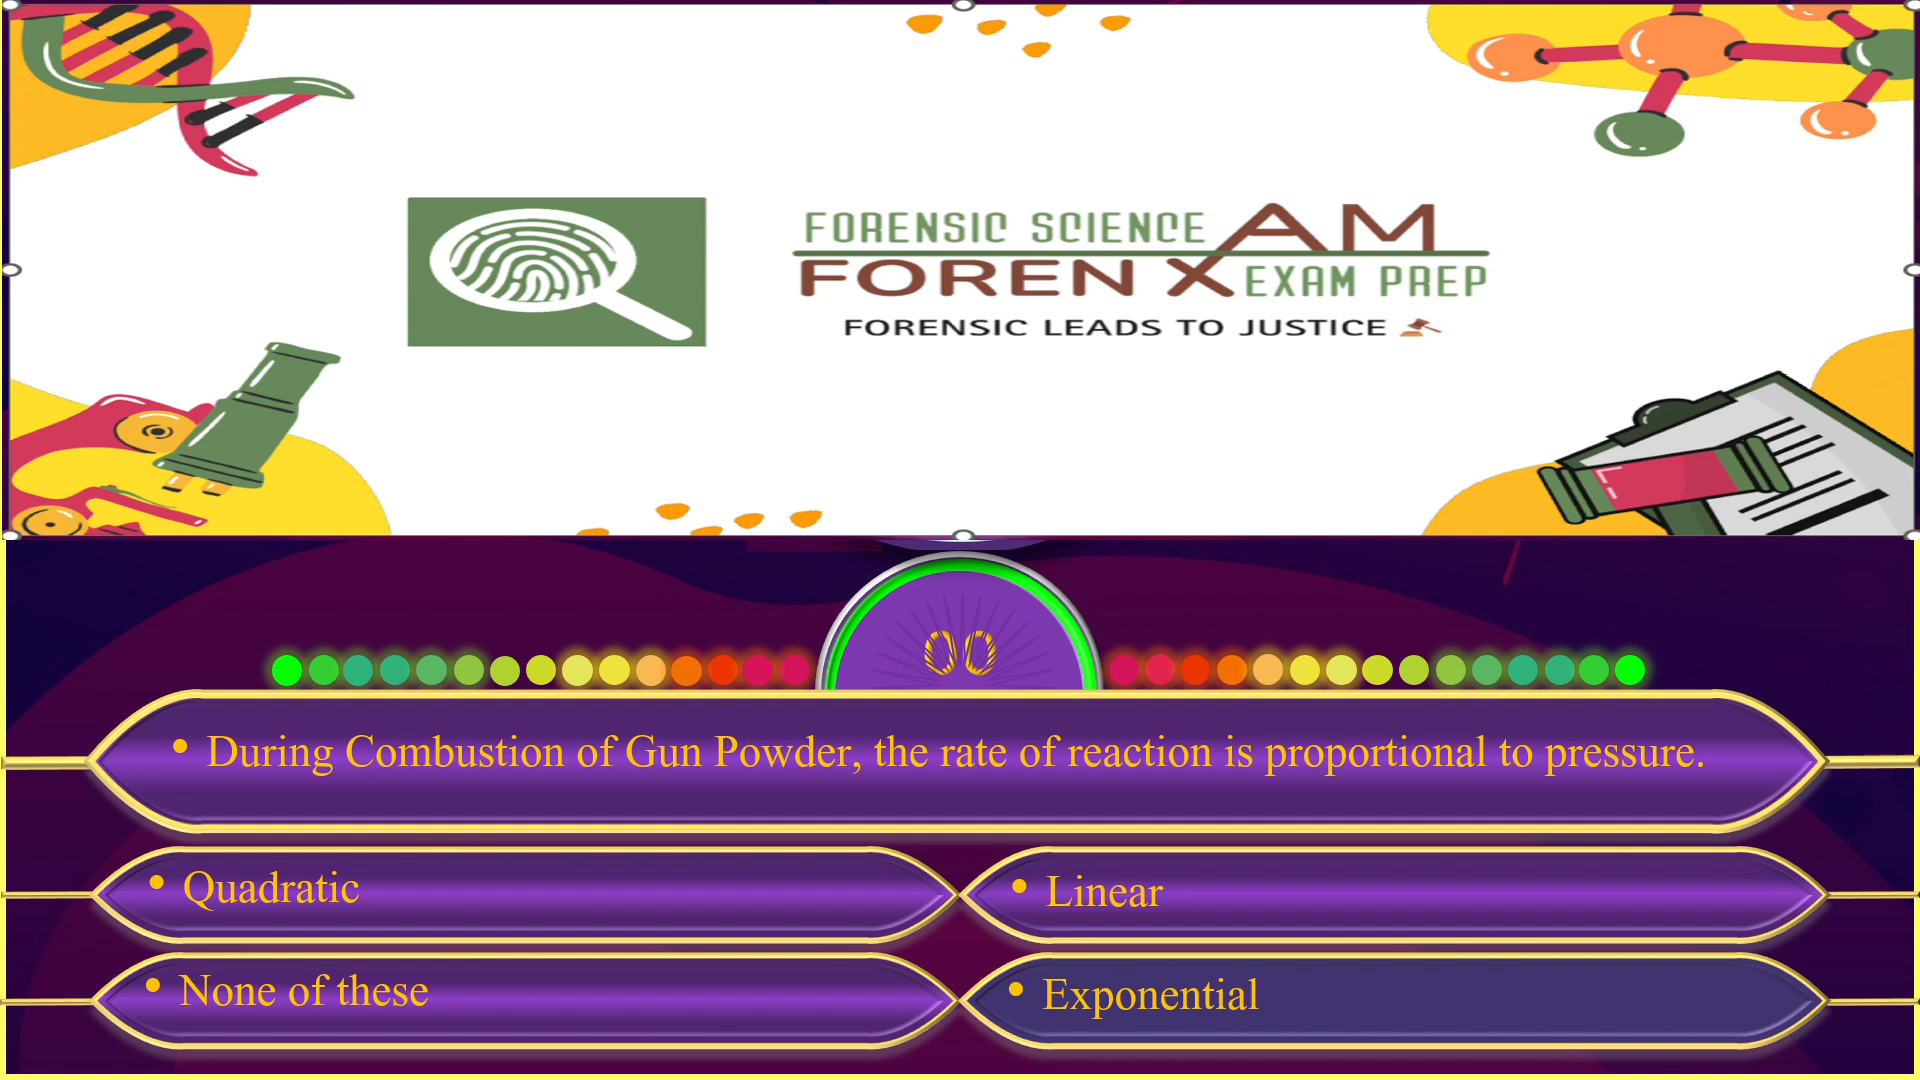 FORENSIC SCIENCE AM
FOREN X EXAM PREP
FORENSIC LEADS TO JUSTICE
00
• During Combustion of Gun Powder, the rate of reaction is proportional to pressure.
• Quadratic
• Linear
• None of these
• Exponential